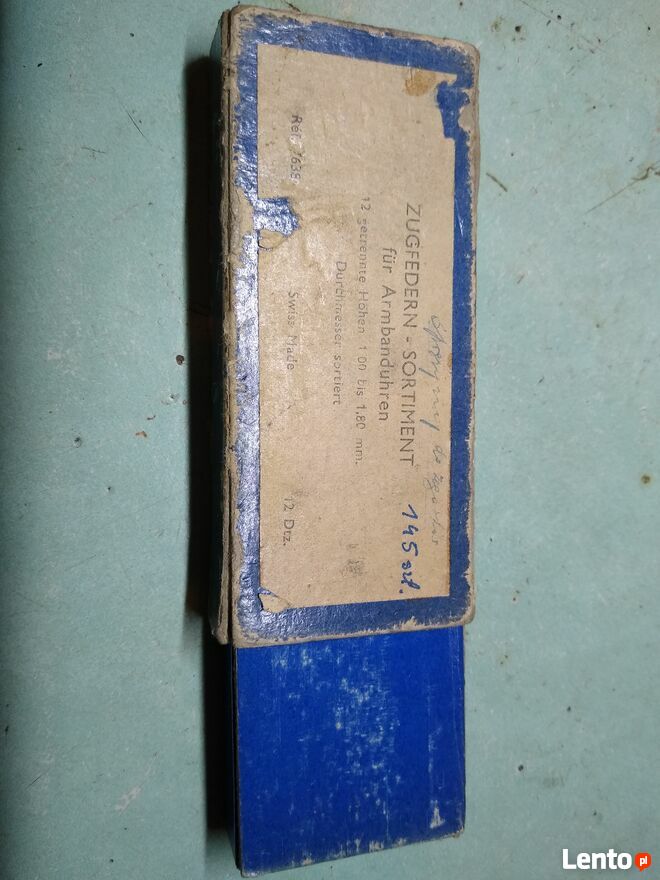 ZUGFEDERN - SORTIMENT
für Armbanduhren
12 getrennte Höhen 1.00 bis 1.80 mm.
Durchmesser sortiert
Ref. 7638
Swiss Made
12 Dtz.
145 szt.
Lento.pl